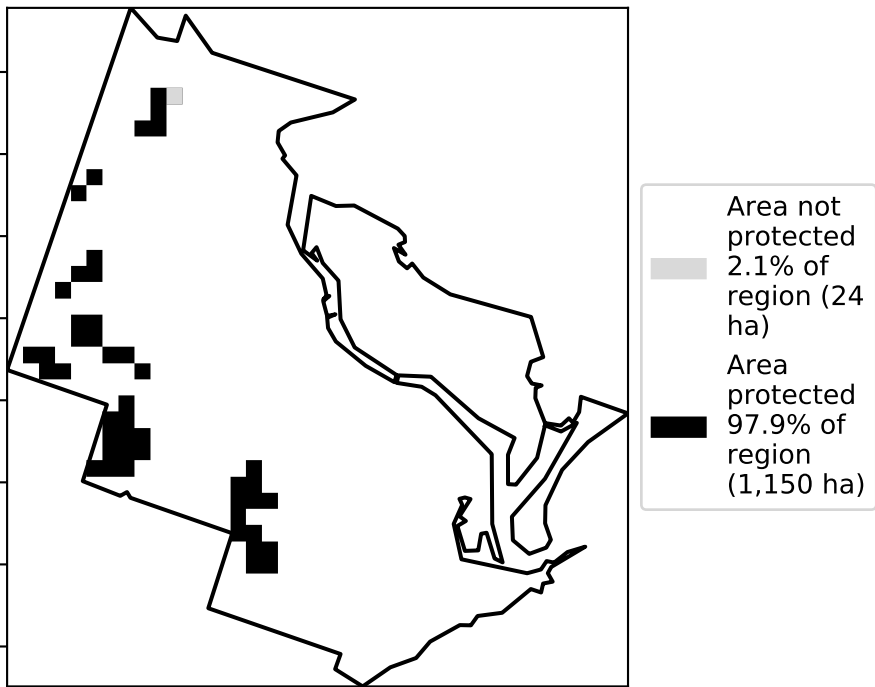 Area not
protected
2.1% of
region (24
ha)
Area
protected
97.9% of
region
(1,150 ha)